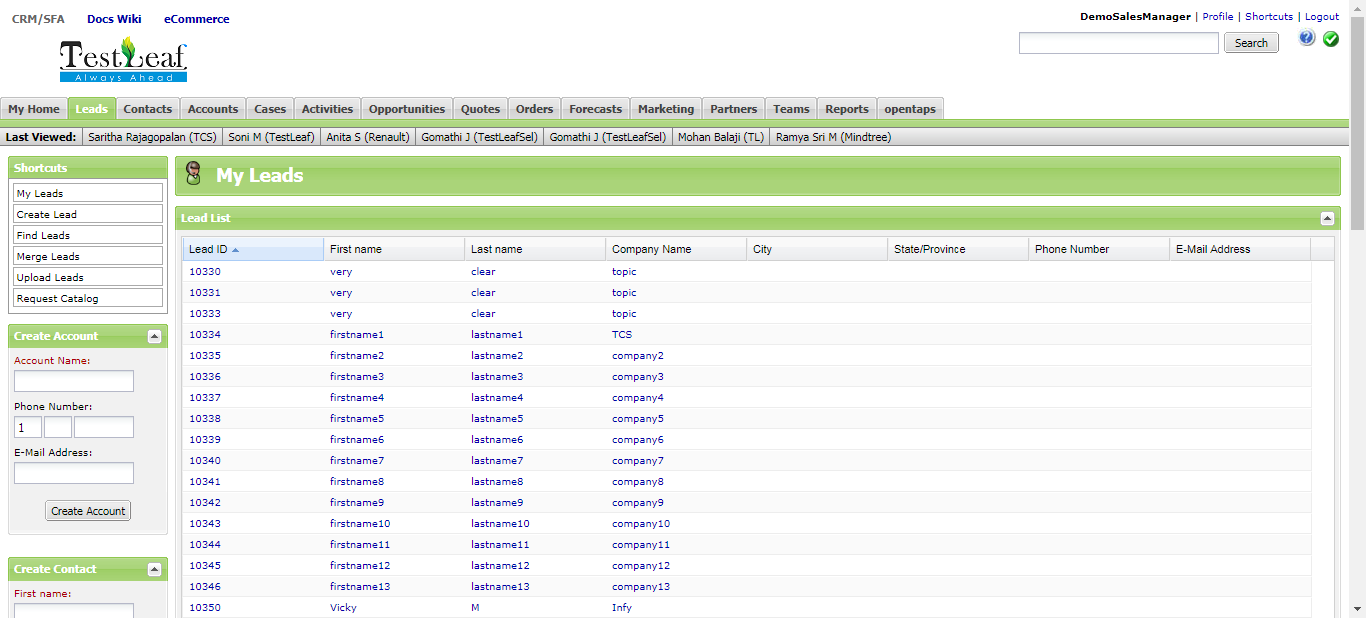 CRM/SFA Docs Wiki eCommerce
DemoSalesManager | Profile | Shortcuts | Logout
TestLeaf
Always Ahead
Search
?
My Home Leads Contacts Accounts Cases Activities Opportunities Quotes Orders Forecasts Marketing Partners Teams Reports opentaps
Last Viewed: Saritha Rajagopalan (TCS) Soni M (TestLeaf) Anita S (Renault) Gomathi J (TestLeafSel) Gomathi J (TestLeafSel) Mohan Balaji (TL) Ramya Sri M (Mindtree)
Shortcuts
My Leads
Create Lead
Find Leads
Merge Leads
Upload Leads
Request Catalog
Create Account
Account Name:
Phone Number:
1
E-Mail Address:
Create Account
Create Contact
First name:
My Leads
Lead List
Lead ID First name Last name Company Name City State/Province Phone Number E-Mail Address
10330 very clear topic
10331 very clear topic
10333 very clear topic
10334 firstname1 lastname1 TCS
10335 firstname2 lastname2 company2
10336 firstname3 lastname3 company3
10337 firstname4 lastname4 company4
10338 firstname5 lastname5 company5
10339 firstname6 lastname6 company6
10340 firstname7 lastname7 company7
10341 firstname8 lastname8 company8
10342 firstname9 lastname9 company9
10343 firstname10 lastname10 company10
10344 firstname11 lastname11 company11
10345 firstname12 lastname12 company12
10346 firstname13 lastname13 company13
10350 Vicky M Infy